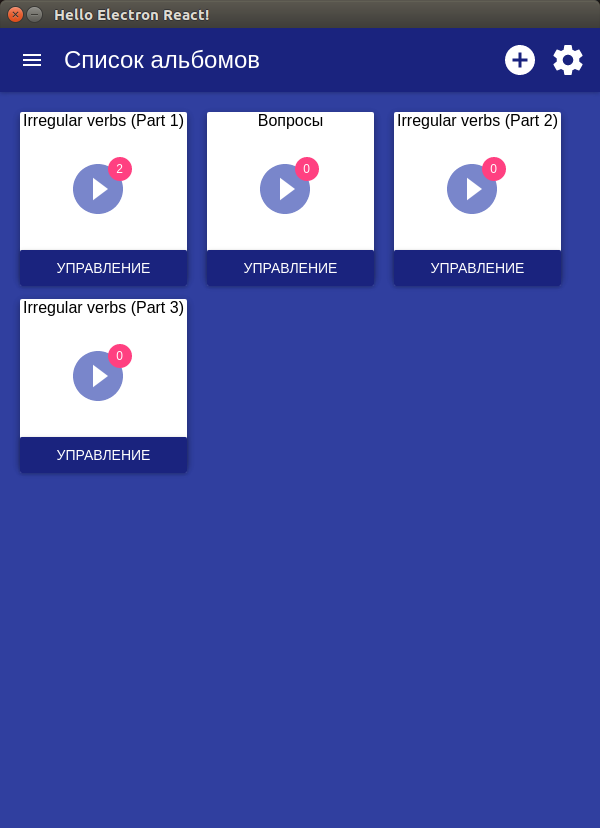 Hello Electron React!
Список альбомов
Irregular verbs (Part 1)
2
УПРАВЛЕНИЕ
Вопросы
0
УПРАВЛЕНИЕ
Irregular verbs (Part 2)
0
УПРАВЛЕНИЕ
Irregular verbs (Part 3)
0
УПРАВЛЕНИЕ